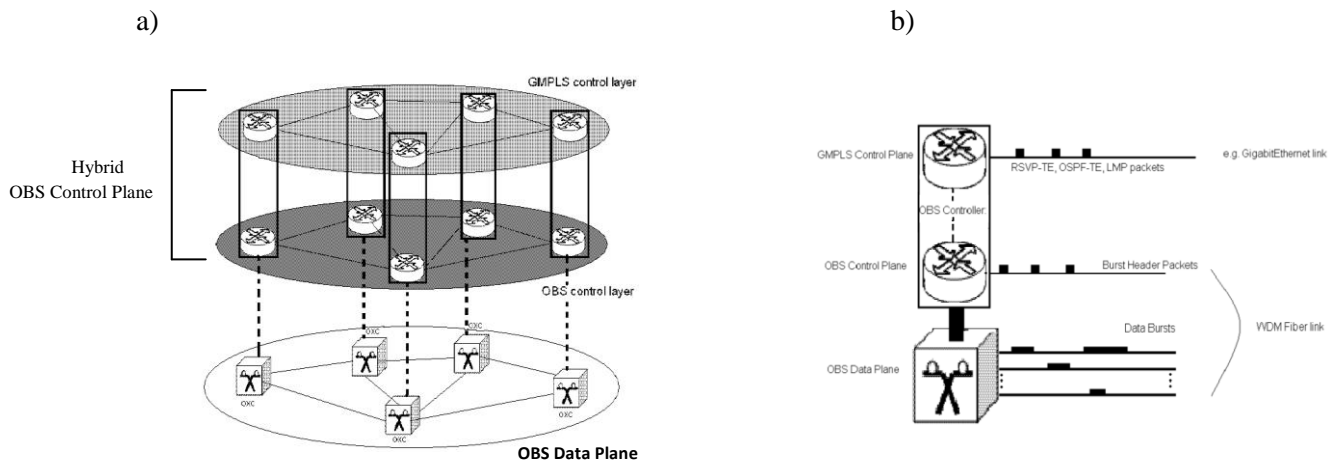 a)
GMPLS control layer
Hybrid
OBS Control Plane
OBS control layer
OXC
OXC
OXC
OXC
OXC
OBS Data Plane
b)
GMPLS Control Plane
RSVP-TE, OSPF-TE, LMP packets
e.g. GigabitEthernet link
OBS Controller
OBS Control Plane
Burst Header Packets
Data Bursts
WDM Fiber link
OBS Data Plane